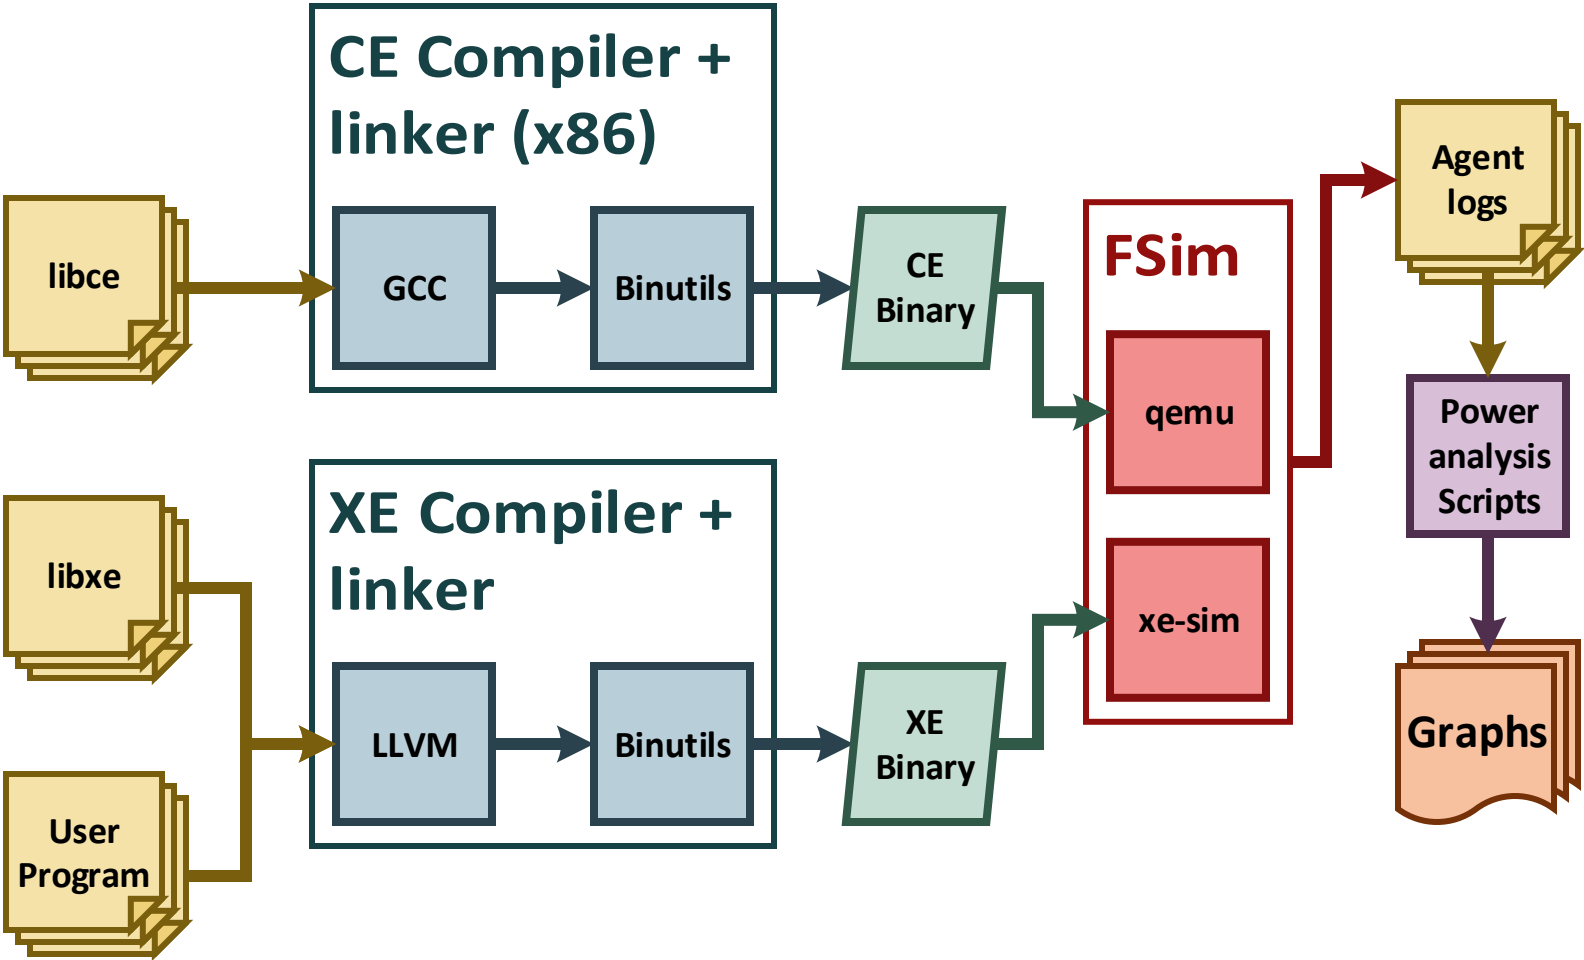 CE Compiler +
linker (x86)
libce
GCC
Binutils
CE
Binary
FSim
qemu
xe-sim
Agent
logs
Power
analysis
Scripts
Graphs
XE Compiler +
linker
libxe
User
Program
LLVM
Binutils
XE
Binary